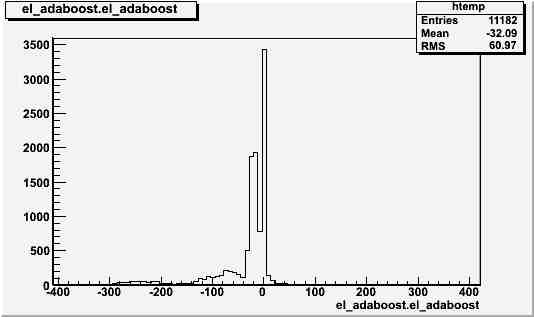 el_adaboost.el_adaboost
htemp
Entries 11182
Mean -32.09
RMS 60.97
3500
3000
2500
2000
1500
1000
500
0
-400 -300 -200 -100 0 100 200 300 400
el_adaboost.el_adaboost